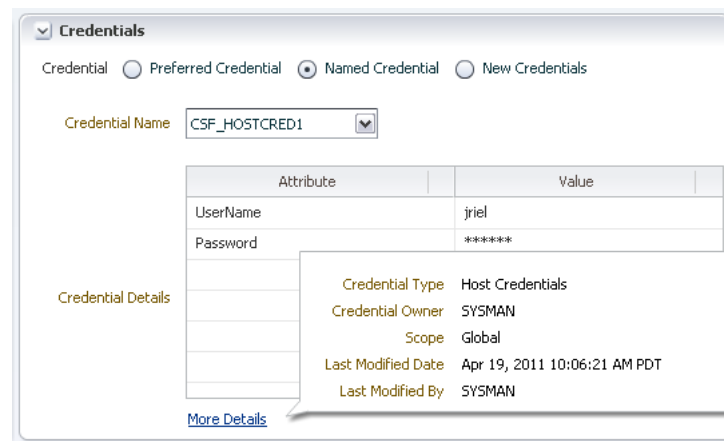 Credentials
Credential Preferred Credential Named Credential New Credentials
Credential Name CSF_HOSTCRED1
Attribute Value
UserName jriel
Password ******
Credential Details
Credential Type Host Credentials
Credential Owner SYSMAN
Scope Global
Last Modified Date Apr 19, 2011 10:06:21 AM PDT
Last Modified By SYSMAN
More Details